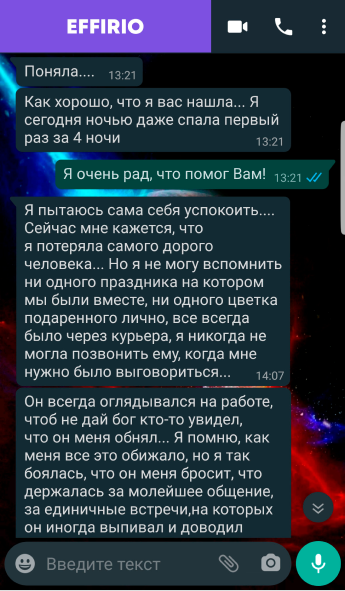 EFFIRIO
Поняла....
13:21
Как хорошо, что я вас нашла... Я
сегодня ночью даже спала первый
раз за 4 ночи
13:21
Я очень рад, что помог Вам! 13:21
Я пытаюсь сама себя успокоить....
Сейчас мне кажется, что
я потеряла самого дорого
человека... Но я не могу вспомнить
ни одного праздника на котором
мы были вместе, ни одного цветка
подаренного лично, все всегда
было через курьера, я никогда не
могла позвонить ему, когда мне
нужно было выговориться...
14:07
Он всегда оглядывался на работе,
чтоб не дай бог кто-то увидел,
что он меня обнял... Я помню, как
меня все это обижало, но я так
боялась, что он меня бросит, что
держалась за молейшее общение,
за единичные встречи,на которых
он иногда выпивал и доводил
Введите текст